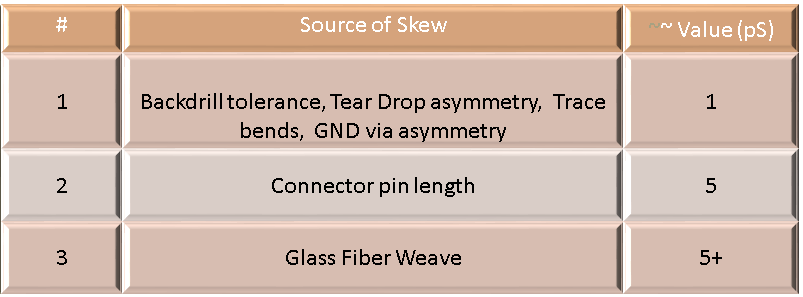 # Source of Skew ~~ Value (pS)
1 Backdrill tolerance, Tear Drop asymmetry, Trace 1
bends, GND via asymmetry
2 Connector pin length 5
3 Glass Fiber Weave 5+